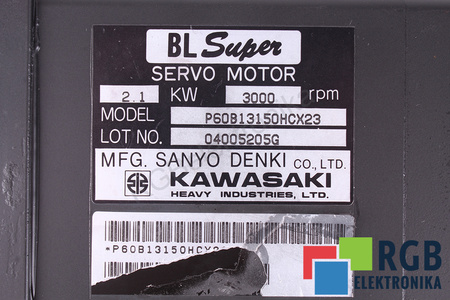 BL Super
SERVO MOTOR
2.1 KW 3000 rpm
MODEL P60B13150HCX23
LOT NO. 04005205G
MFG. SANYO DENKI CO., LTD.
KAWASAKI
HEAVY INDUSTRIES, LTD.
*P60B13150HCX2
RGB
ELEKTRONIKA